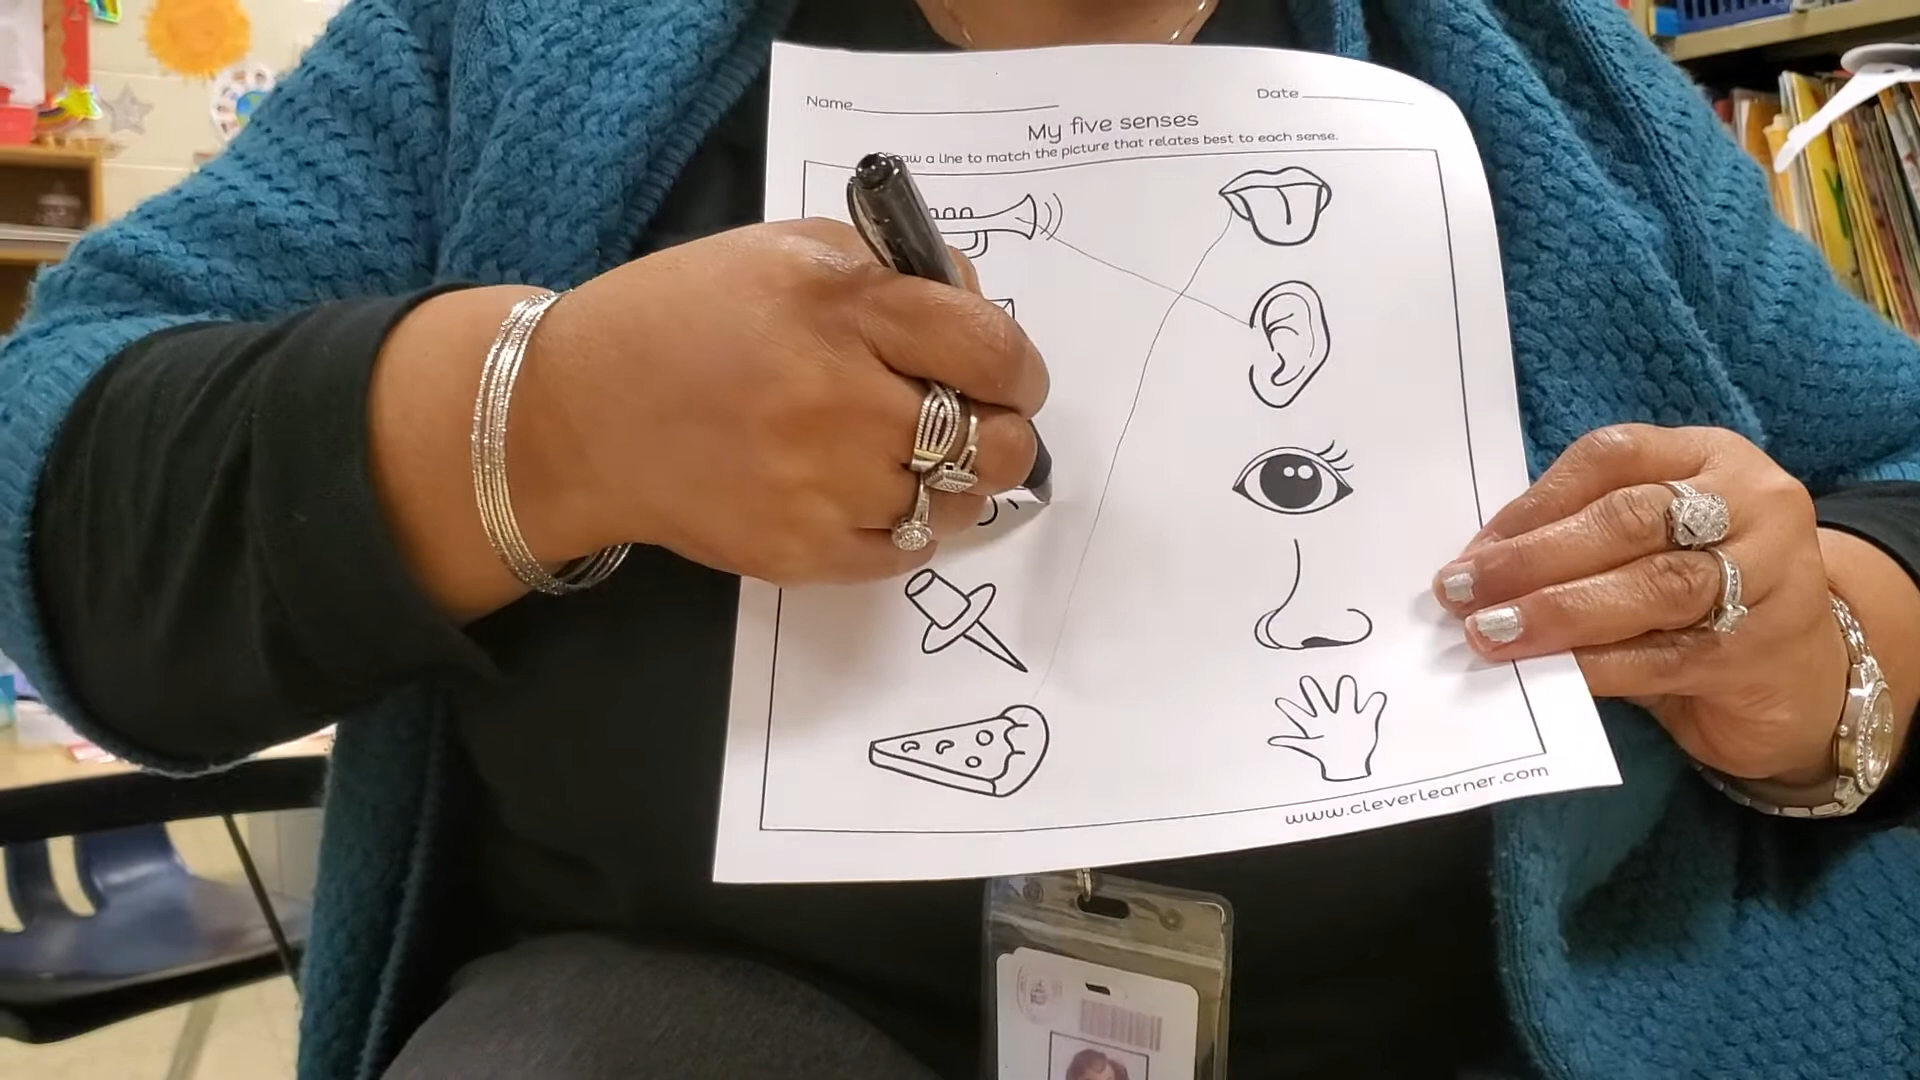 Name Date
My five senses
a line to match the picture that relates best to each sense.
www.cleverlearner.com